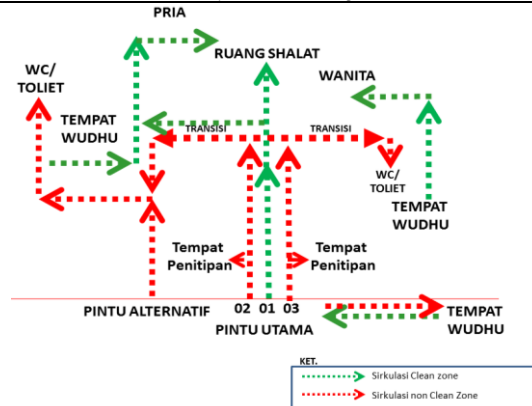 PRIA
RUANG SHALAT
WC/
TOLIET
WANITA
TEMPAT
WUDHU
TRANSISI
TRANSISI
WC/
TOLIET
TEMPAT
WUDHU
Tempat
Penitipan
Tempat
Penitipan
PINTU ALTERNATIF
02 01 03
PINTU UTAMA
TEMPAT
WUDHU
KET.
Sirkulasi Clean zone
Sirkulasi non Clean Zone